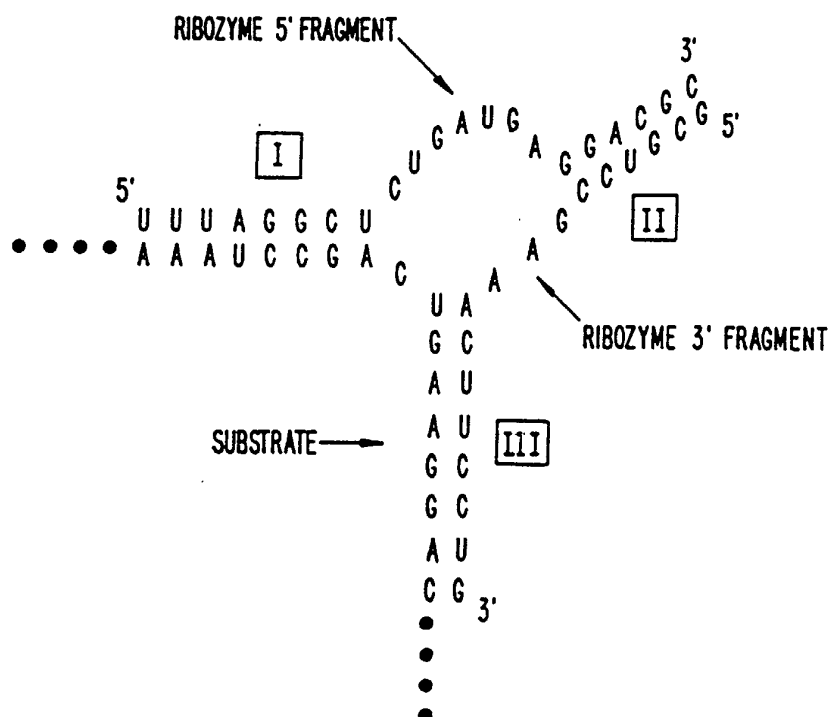 RIBOZYME 5' FRAGMENT
3'
5'
I
II
5'
U U U A G G C U C U G A U G A G G A C G C
A A A U C C G A C U G A A G G A C
G C G U C C G A A A C U U C C U G
RIBOZYME 3' FRAGMENT
SUBSTRATE
III
3'